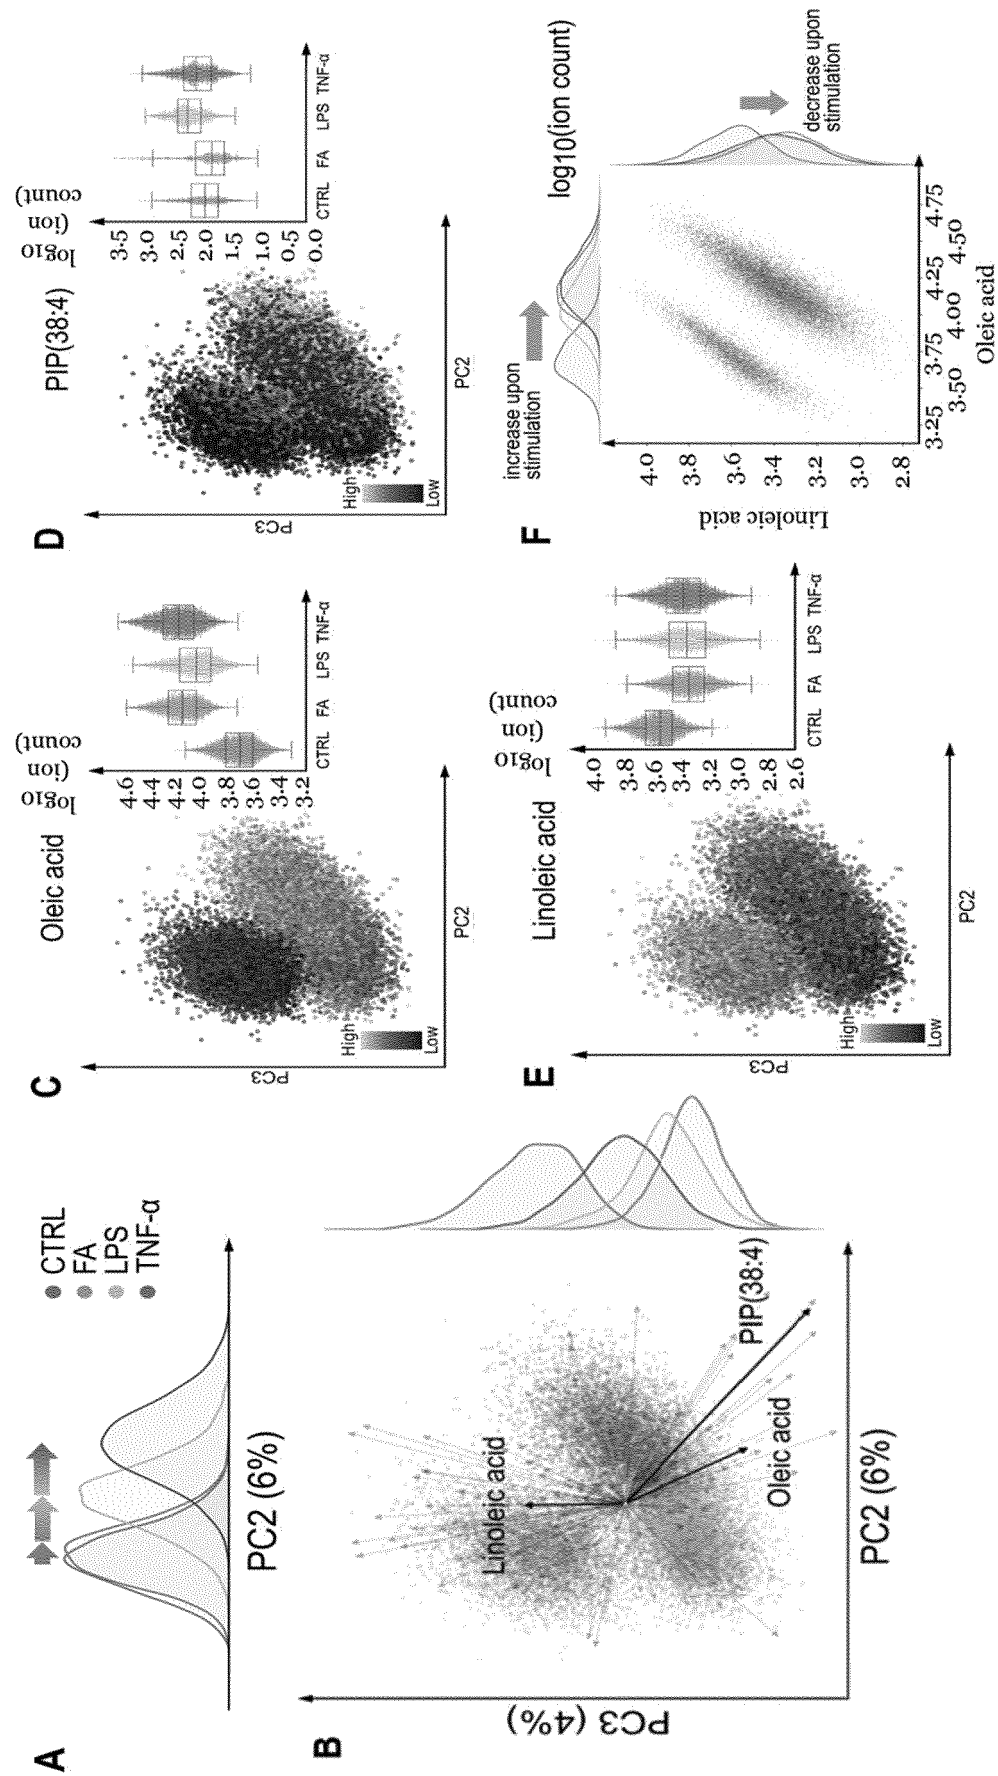 A
CTRL
FA
LPS
TNF-α
PC2 (6%)
B
PC3 (4%)
Linoleic acid
PIP(38:4)
Oleic acid
PC2 (6%)
C
Oleic acid
PC3
High
Low
PC2
log10
(ion
count)
4.6
4.4
4.2
4.0
3.8
3.6
3.4
3.2
CTRL FA LPS TNF-α
D
PIP(38:4)
PC3
High
Low
PC2
log10
(ion
count)
3.5
3.0
2.5
2.0
1.5
1.0
0.5
0.0
CTRL FA LPS TNF-α
E
Linoleic acid
PC3
High
Low
PC2
log10
(ion
count)
4.0
3.8
3.6
3.4
3.2
3.0
2.8
2.6
CTRL FA LPS TNF-α
F
increase upon
stimulation
log10(ion count)
decrease upon
stimulation
Linoleic acid
4.0
3.8
3.6
3.4
3.2
3.0
2.8
3.25 3.75 4.25 4.75
3.50 4.00 4.50
Oleic acid